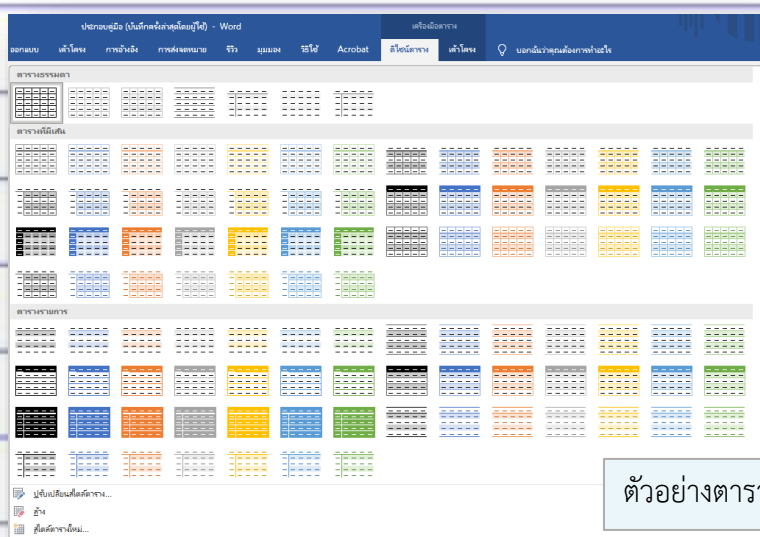 ประกอบคู่มือ (บันทึกครั้งล่าสุดโดยผู้ใช้) - Word
เครื่องมือตาราง
ออกแบบ เค้าโครง การอ้างอิง การส่งจดหมาย รีวิว มุมมอง วิธีใช้ Acrobat ดีไซน์ตาราง เค้าโครง บอกฉันว่าคุณต้องการทำอะไร
ตารางธรรมดา
ตารางที่มีเส้น
ตารางรายการ
ปรับเปลี่ยนสไตล์ตาราง...
ล้าง
สไตล์ตารางใหม่...
ตัวอย่างตารา